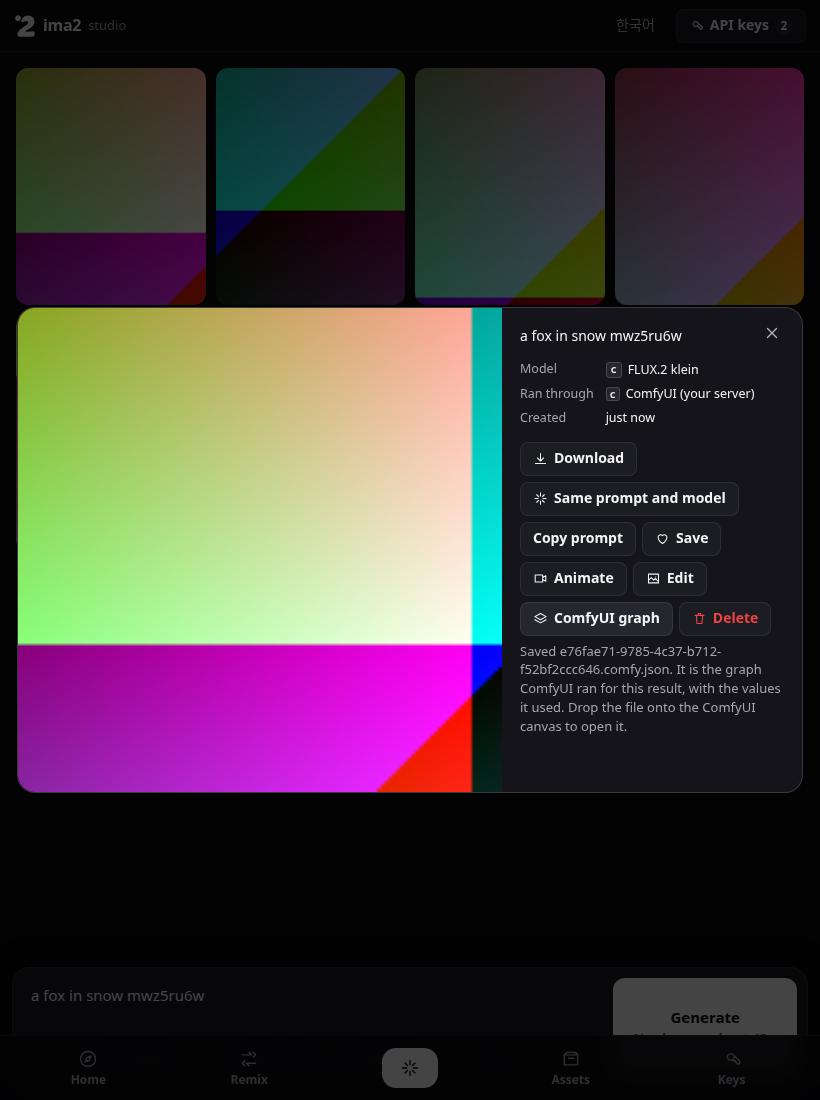 ima2 studio
한국어
API keys 2
a fox in snow mwz5ru6w
Model
c FLUX.2 klein
Ran through
c ComfyUI (your server)
Created
just now
Download
Same prompt and model
Copy prompt
Save
Animate
Edit
ComfyUI graph
Delete
Saved e76fae71-9785-4c37-b712-
f52bf2ccc646.comfy.json. It is the graph
ComfyUI ran for this result, with the values
it used. Drop the file onto the ComfyUI
canvas to open it.
a fox in snow mwz5ru6w
Generate
Home
Remix
Assets
Keys